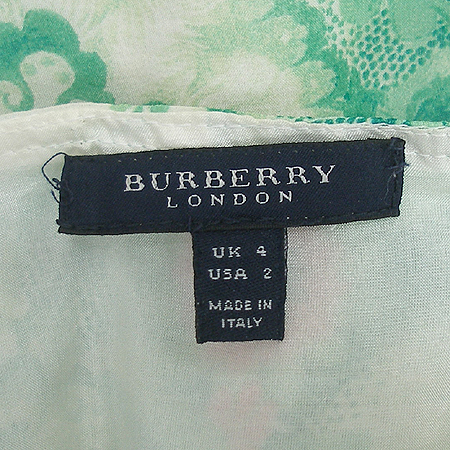 BURBERRY
LONDON
UK 4
USA 2
MADE IN
ITALY